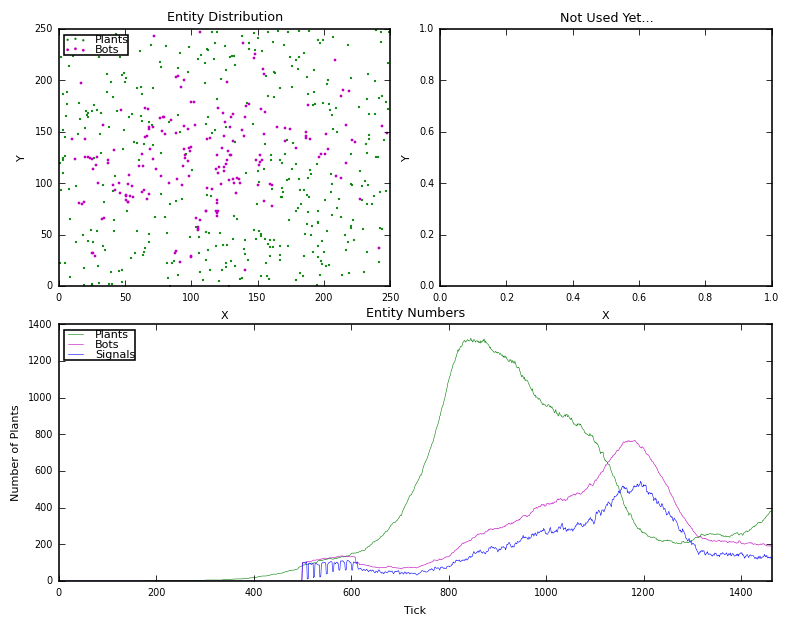 Entity Distribution
250
200
150
100
50
0
Y
Plants
Bots
0 50 100 150 200 250
X
Not Used Yet...
1.0
0.8
0.6
0.4
0.2
0.0
Y
0.0 0.2 0.4 0.6 0.8 1.0
X
Entity Numbers
1400
1200
1000
800
600
400
200
0
Number of Plants
Plants
Bots
Signals
0 200 400 600 800 1000 1200 1400
Tick